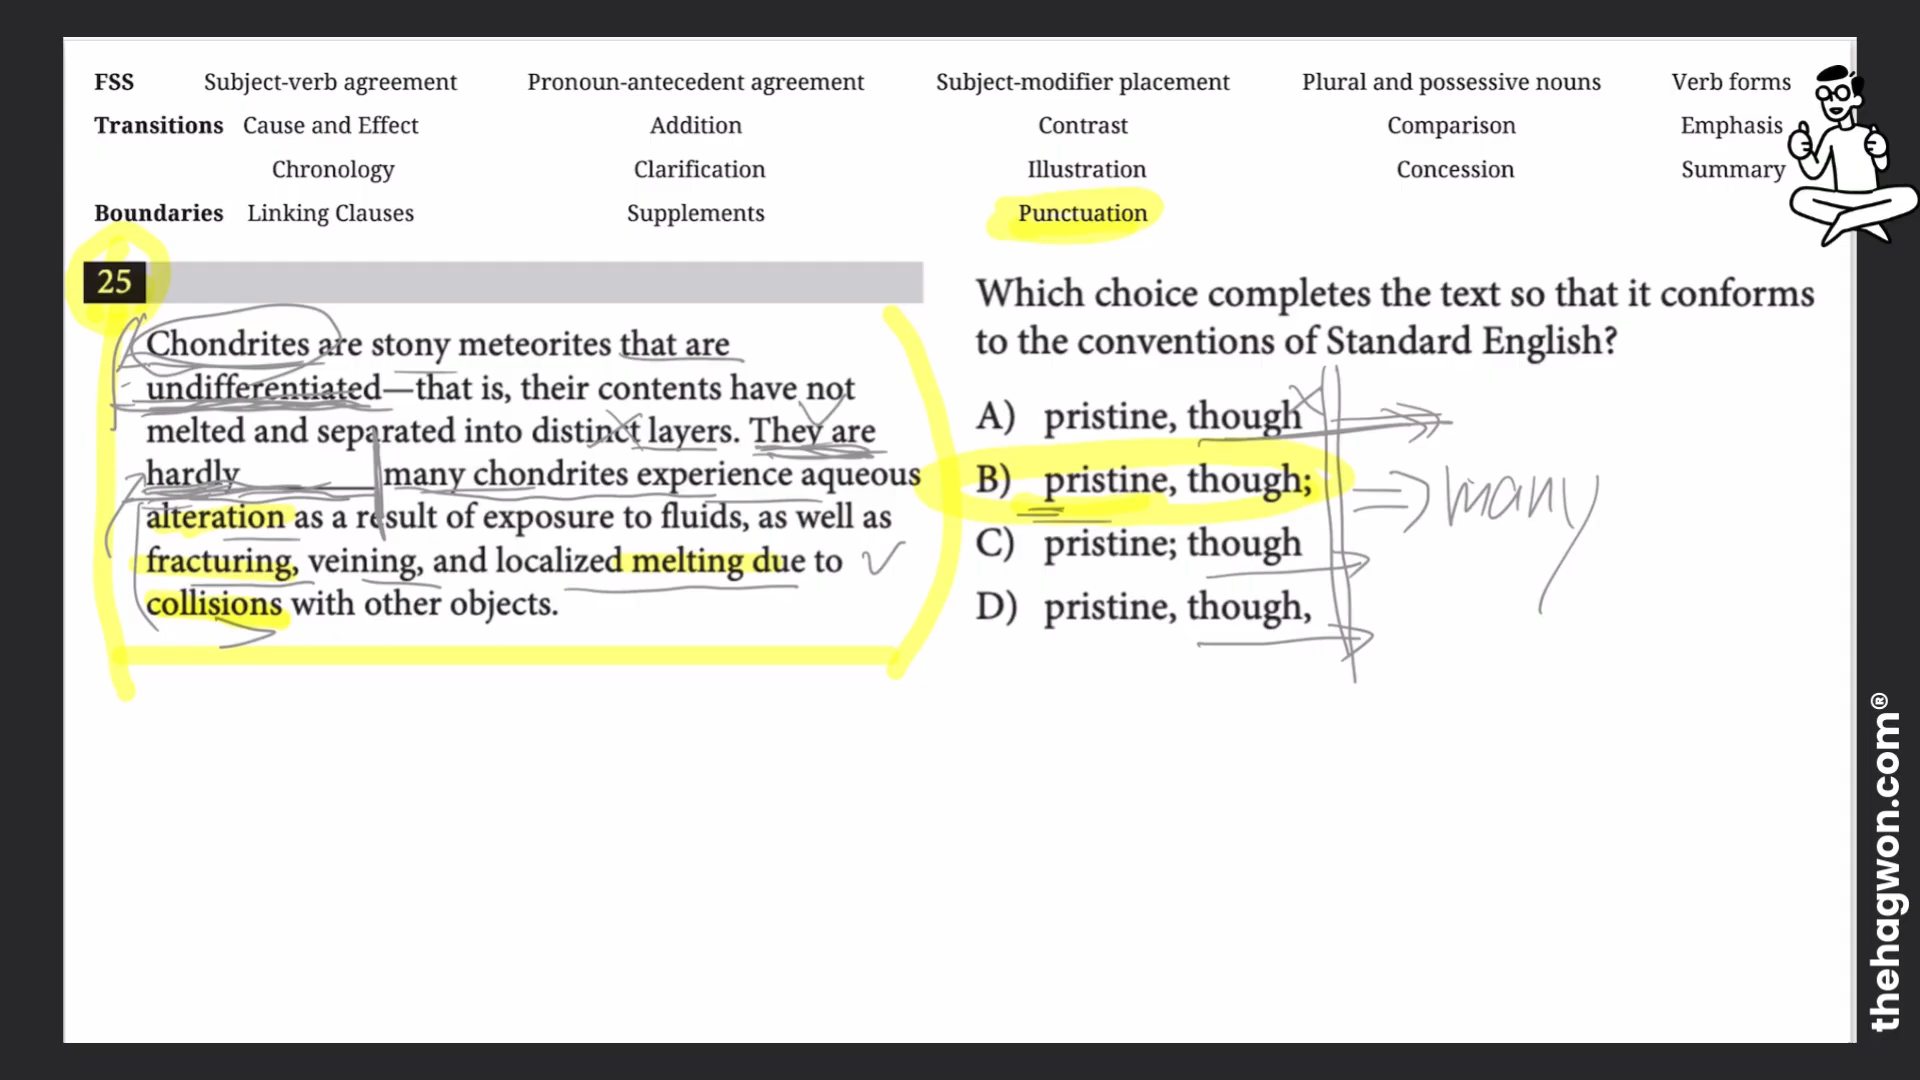 FSS Subject-verb agreement Pronoun-antecedent agreement Subject-modifier placement Plural and possessive nouns Verb forms
Transitions Cause and Effect Addition Contrast Comparison Emphasis
Chronology Clarification Illustration Concession Summary
Boundaries Linking Clauses Supplements Punctuation
25
Chondrites are stony meteorites that are
undifferentiated—that is, their contents have not
melted and separated into distinct layers. They are
hardly ______ many chondrites experience aqueous
alteration as a result of exposure to fluids, as well as
fracturing, veining, and localized melting due to
collisions with other objects.
Which choice completes the text so that it conforms
to the conventions of Standard English?
A) pristine, though
B) pristine, though;
C) pristine; though
D) pristine, though,
many
thehagwon.com®